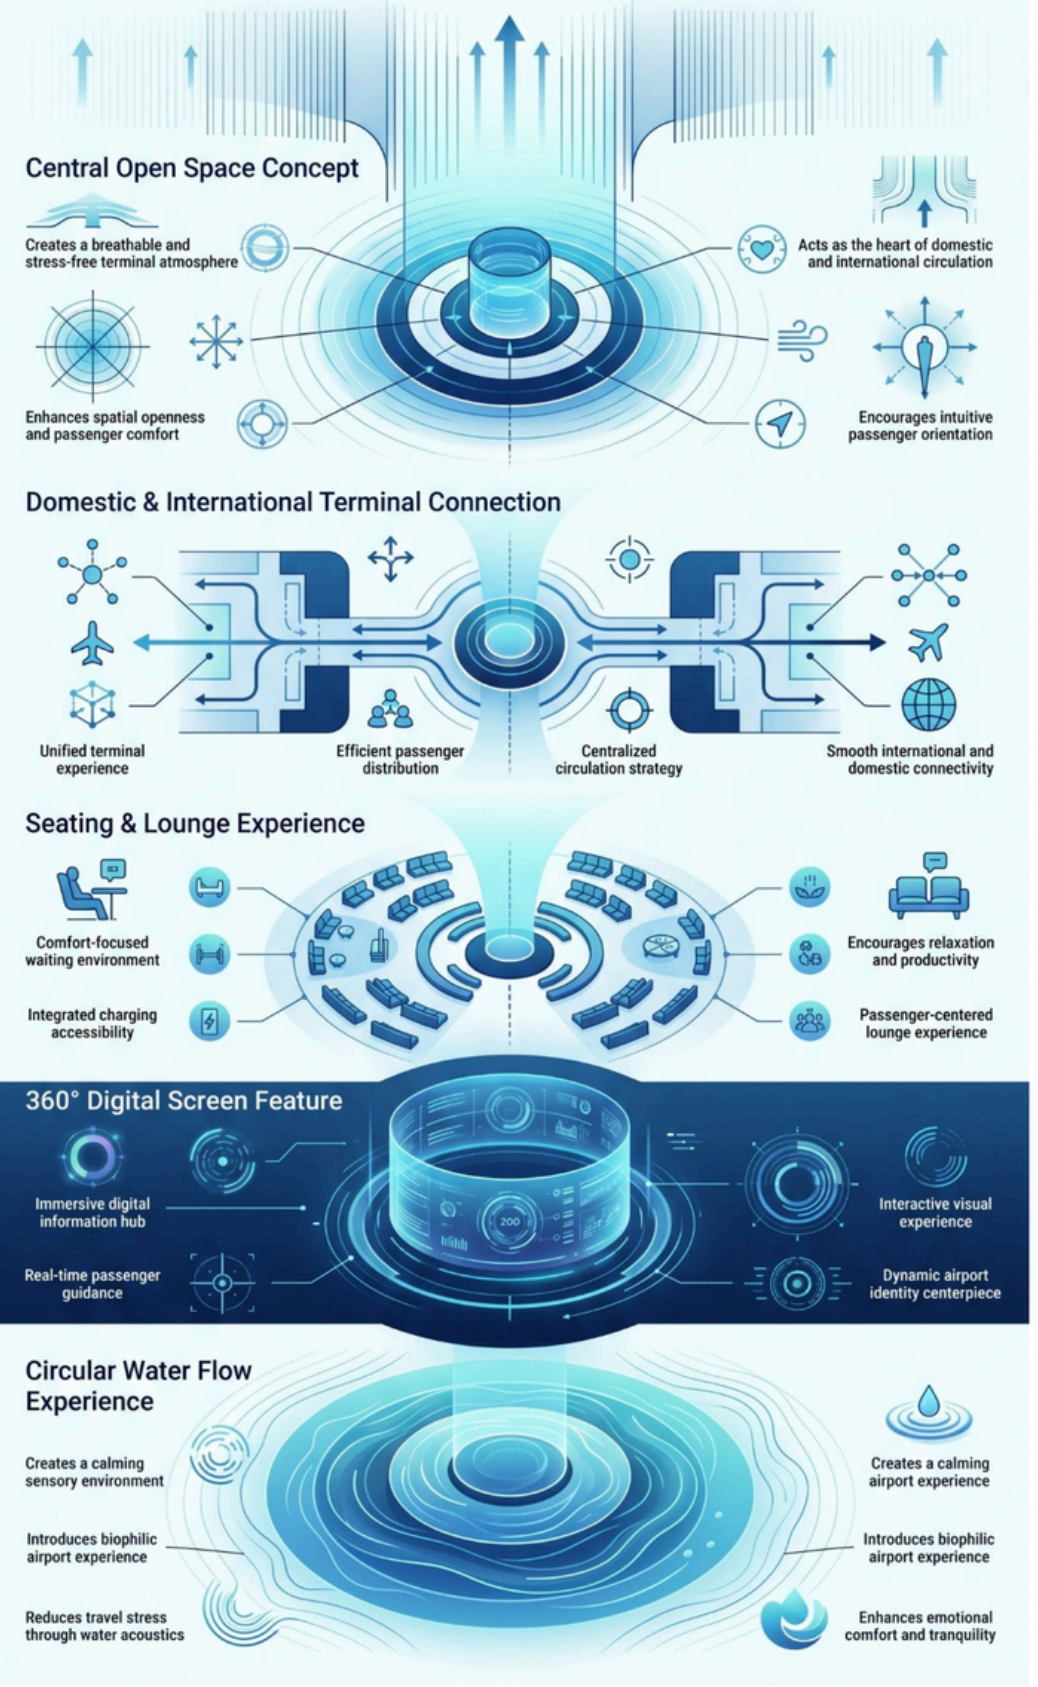 Central Open Space Concept
Creates a breathable and
stress-free terminal atmosphere
Acts as the heart of domestic
and international circulation
Enhances spatial openness
and passenger comfort
Encourages intuitive
passenger orientation
Domestic & International Terminal Connection
Unified terminal
experience
Efficient passenger
distribution
Centralized
circulation strategy
Smooth international and
domestic connectivity
Seating & Lounge Experience
Comfort-focused
waiting environment
Encourages relaxation
and productivity
Integrated charging
accessibility
Passenger-centered
lounge experience
360° Digital Screen Feature
Immersive digital
information hub
200
Interactive visual
experience
Real-time passenger
guidance
Dynamic airport
identity centerpiece
Circular Water Flow
Experience
Creates a calming
sensory environment
Creates a calming
airport experience
Introduces biophilic
airport experience
Introduces biophilic
airport experience
Reduces travel stress
through water acoustics
Enhances emotional
comfort and tranquility